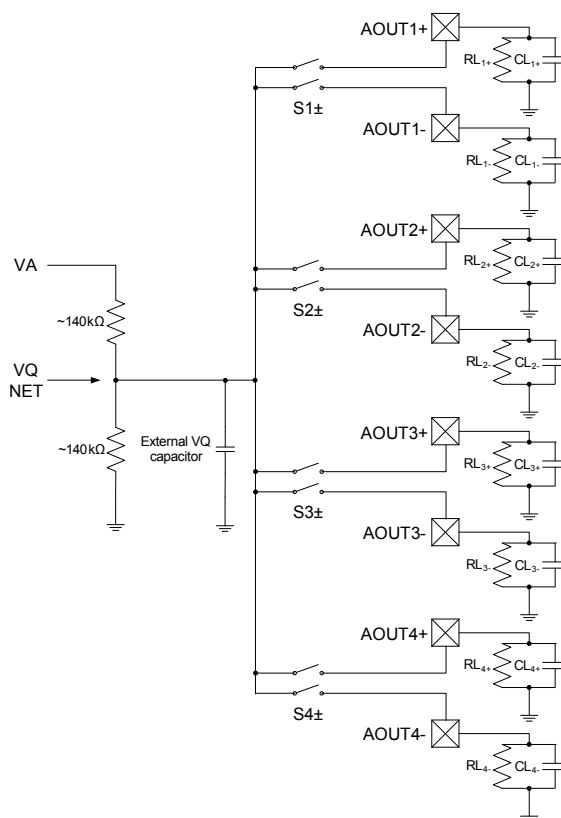 AOUT1+
RL1+ CL1+
S1±
AOUT1-
RL1- CL1-
AOUT2+
RL2+ CL2+
VA
S2±
~140kΩ
AOUT2-
RL2- CL2-
VQ
NET
AOUT3+
External VQ
capacitor
~140kΩ
RL3+ CL3+
S3±
AOUT3-
RL3- CL3-
AOUT4+
RL4+ CL4+
S4±
AOUT4-
RL4- CL4-